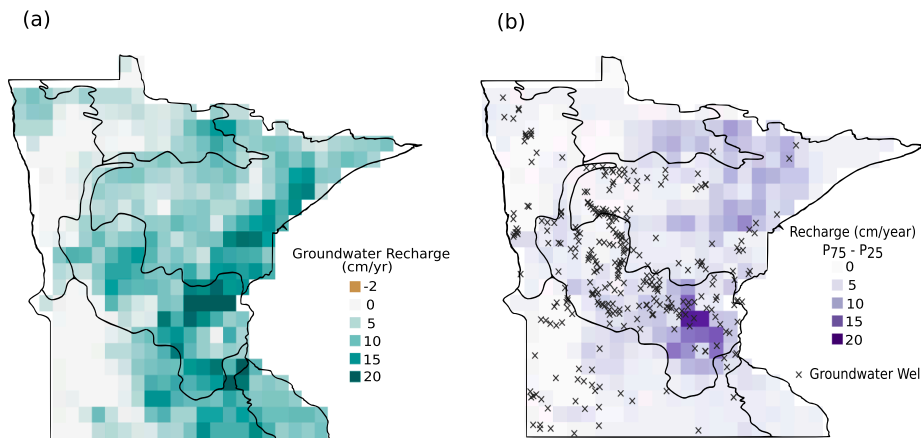 (a)
Groundwater Recharge
(cm/yr)
-2
0
5
10
15
20
(b)
Recharge (cm/year)
P75 - P25
0
5
10
15
20
× Groundwater Wel